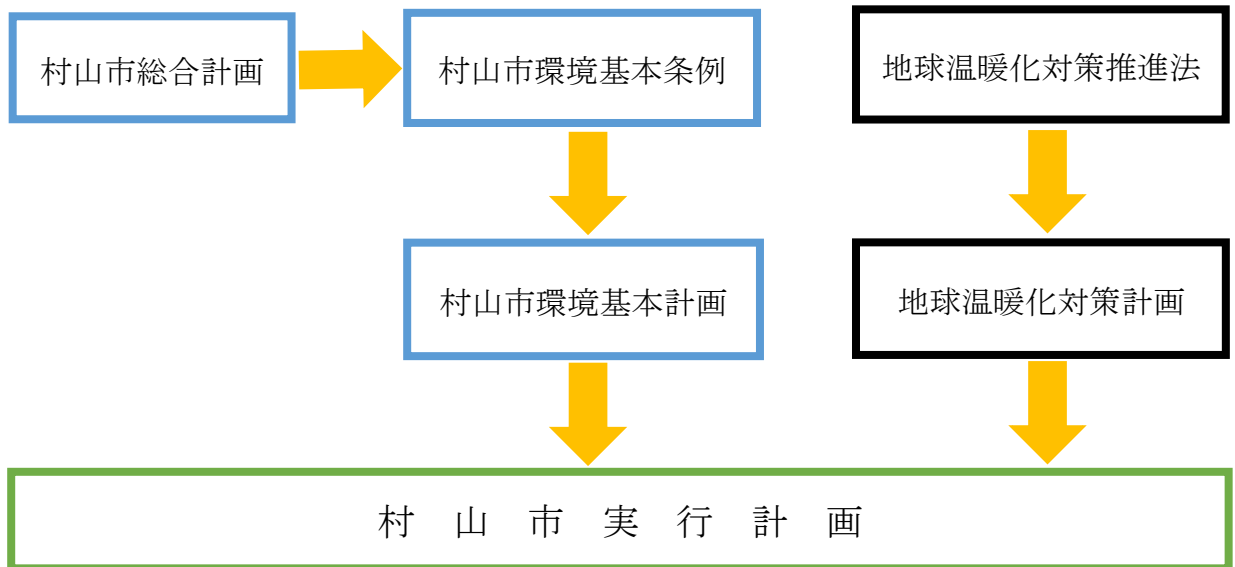 村山市総合計画
村山市環境基本条例
地球温暖化対策推進法
村山市環境基本計画
地球温暖化対策計画
村 山 市 実 行 計 画